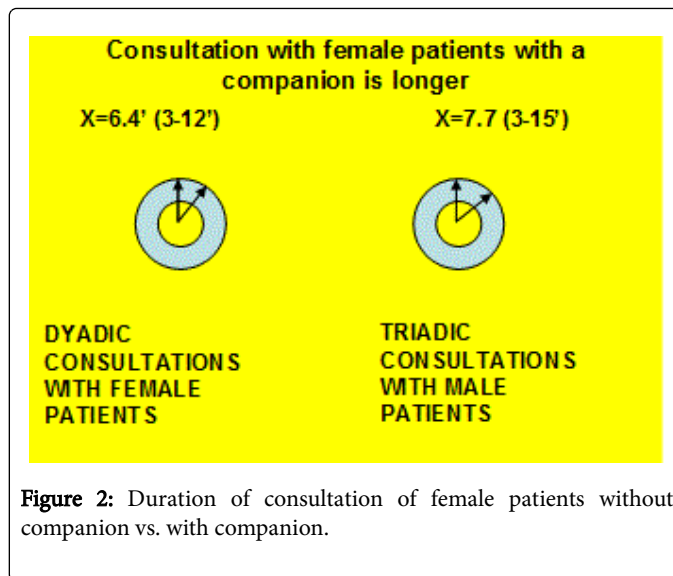 Consultation with female patients with a
companion is longer
X=6.4' (3-12') X=7.7 (3-15')
DYADIC
CONSULTATIONS
WITH FEMALE
PATIENTS
TRIADIC
CONSULTATIONS
WITH MALE
PATIENTS
Figure 2: Duration of consultation of female patients without
companion vs. with companion.